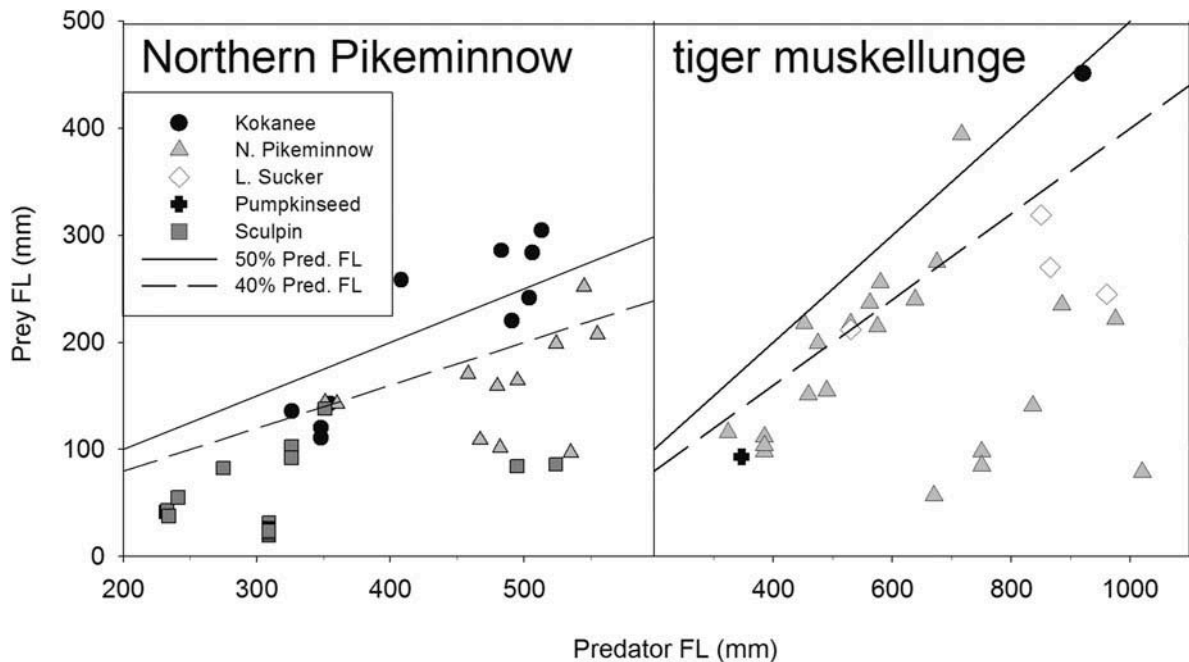 Northern Pikeminnow
tiger muskellunge
Kokanee
N. Pikeminnow
L. Sucker
Pumpkinseed
Sculpin
50% Pred. FL
40% Pred. FL
Prey FL (mm)
500
400
300
200
100
0
200 300 400 500 400 600 800 1000
Predator FL (mm)